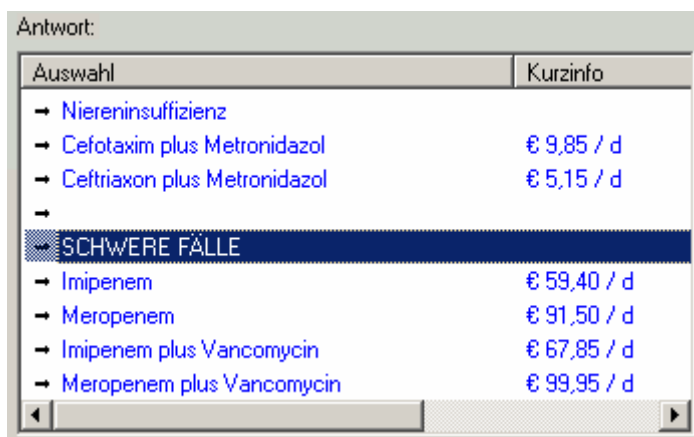 Antwort:
Auswahl Kurzinfo
Niereninsuffizienz
Cefotaxim plus Metronidazol € 9,85 / d
Ceftriaxon plus Metronidazol € 5,15 / d
SCHWERE FÄLLE
Imipenem € 59,40 / d
Meropenem € 91,50 / d
Imipenem plus Vancomycin € 67,85 / d
Meropenem plus Vancomycin € 99,95 / d